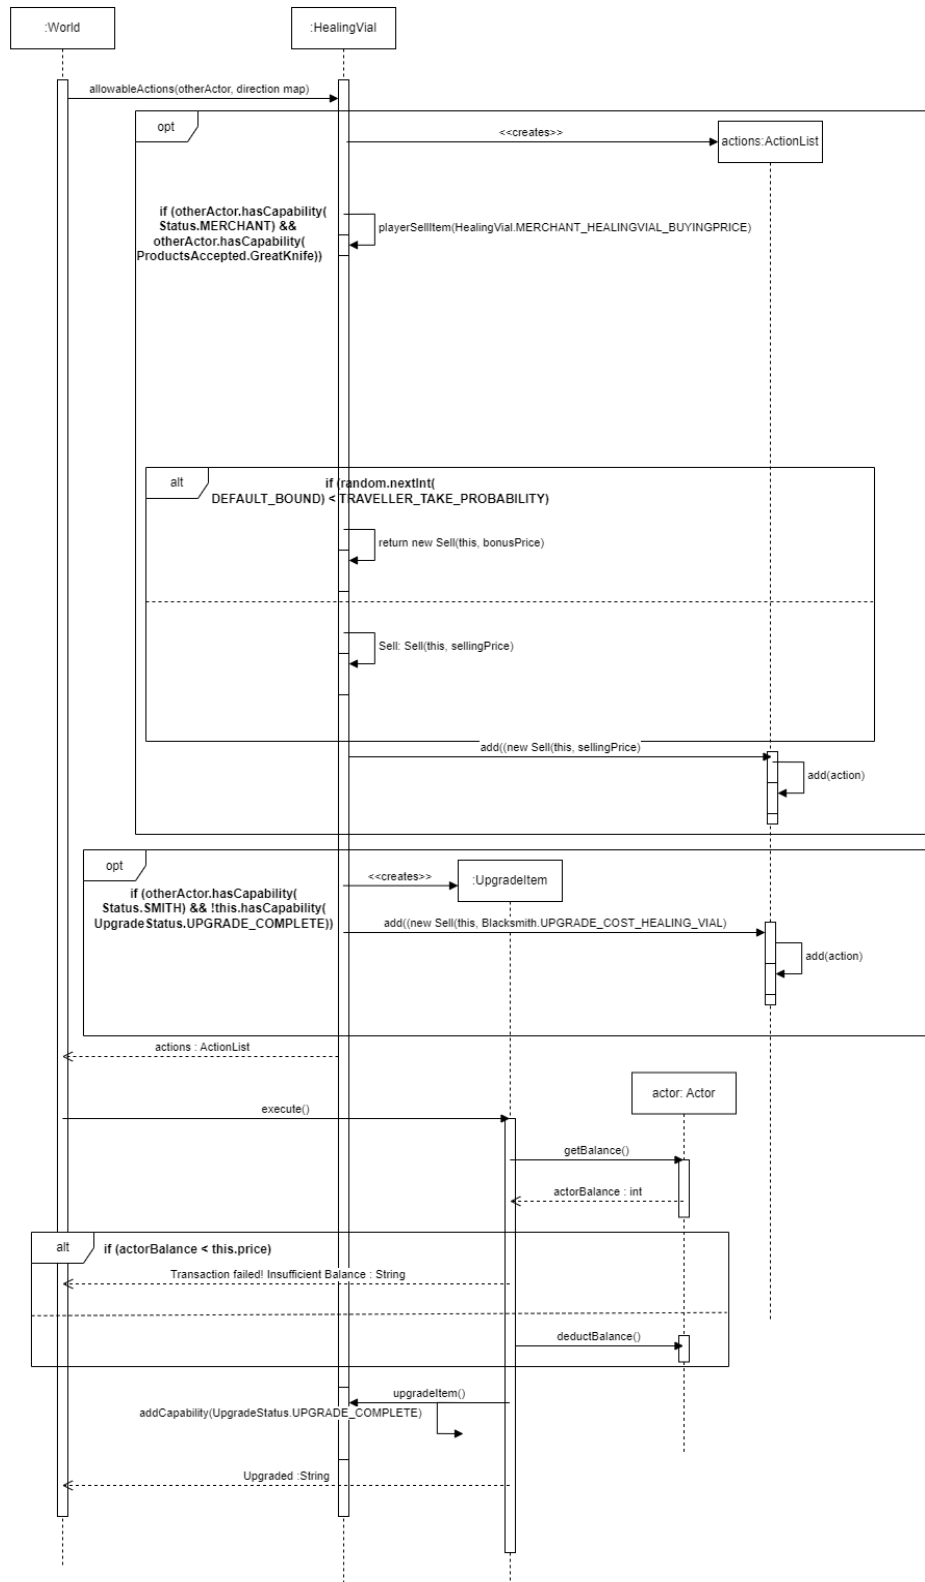 :World
:HealingVial
allowableActions(otherActor, direction map)
opt
<<creates>>
actions:ActionList
if (otherActor.hasCapability(
Status.MERCHANT) &&
otherActor.hasCapability(
ProductsAccepted.GreatKnife))
playerSellItem(HealingVial.MERCHANT_HEALINGVIAL_BUYINGPRICE)
alt
if (random.nextInt(
DEFAULT_BOUND) < TRAVELLER_TAKE_PROBABILITY)
return new Sell(this, bonusPrice)
Sell: Sell(this, sellingPrice)
add((new Sell(this, sellingPrice)
add(action)
opt
<<creates>>
:UpgradeItem
if (otherActor.hasCapability(
Status.SMITH) && !this.hasCapability(
UpgradeStatus.UPGRADE_COMPLETE))
add((new Sell(this, Blacksmith.UPGRADE_COST_HEALING_VIAL)
add(action)
actions : ActionList
actor: Actor
execute()
getBalance()
actorBalance : int
alt
if (actorBalance < this.price)
Transaction failed! Insufficient Balance : String
deductBalance()
upgradeItem()
addCapability(UpgradeStatus.UPGRADE_COMPLETE)
Upgraded :String